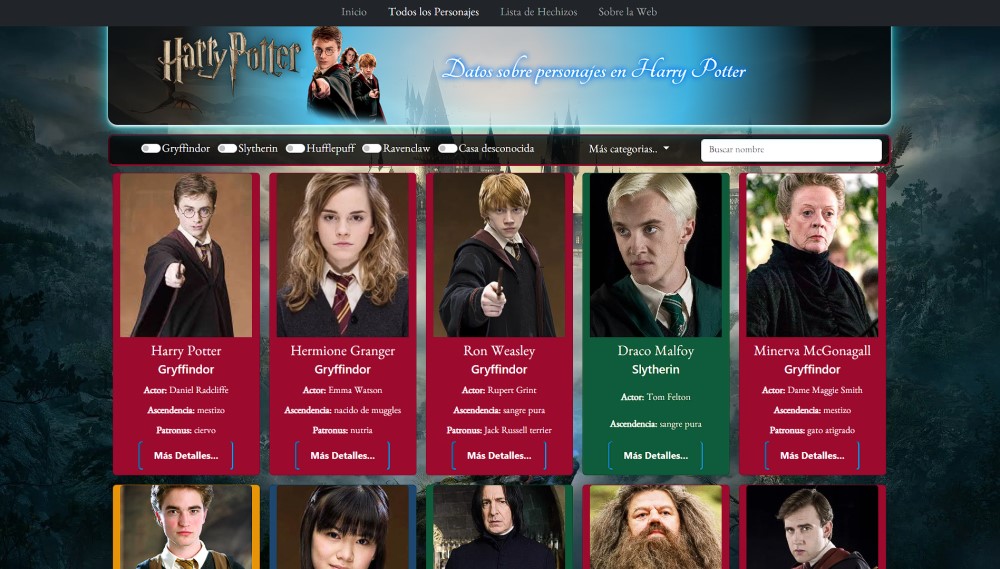 Inicio Todos los Personajes Lista de Hechizos Sobre la Web
Harry Potter
Datos sobre personajes en Harry Potter
Gryffindor Slytherin Hufflepuff Ravenclaw Casa desconocida Más categorias.. Buscar nombre
Harry Potter
Gryffindor
Actor: Daniel Radcliffe
Ascendencia: mestizo
Patronus: ciervo
Más Detalles...
Hermione Granger
Gryffindor
Actor: Emma Watson
Ascendencia: nacido de muggles
Patronus: nutria
Más Detalles...
Ron Weasley
Gryffindor
Actor: Rupert Grint
Ascendencia: sangre pura
Patronus: Jack Russell terrier
Más Detalles...
Draco Malfoy
Slytherin
Actor: Tom Felton
Ascendencia: sangre pura
Más Detalles...
Minerva McGonagall
Gryffindor
Actor: Dame Maggie Smith
Ascendencia: mestizo
Patronus: gato atigrado
Más Detalles...